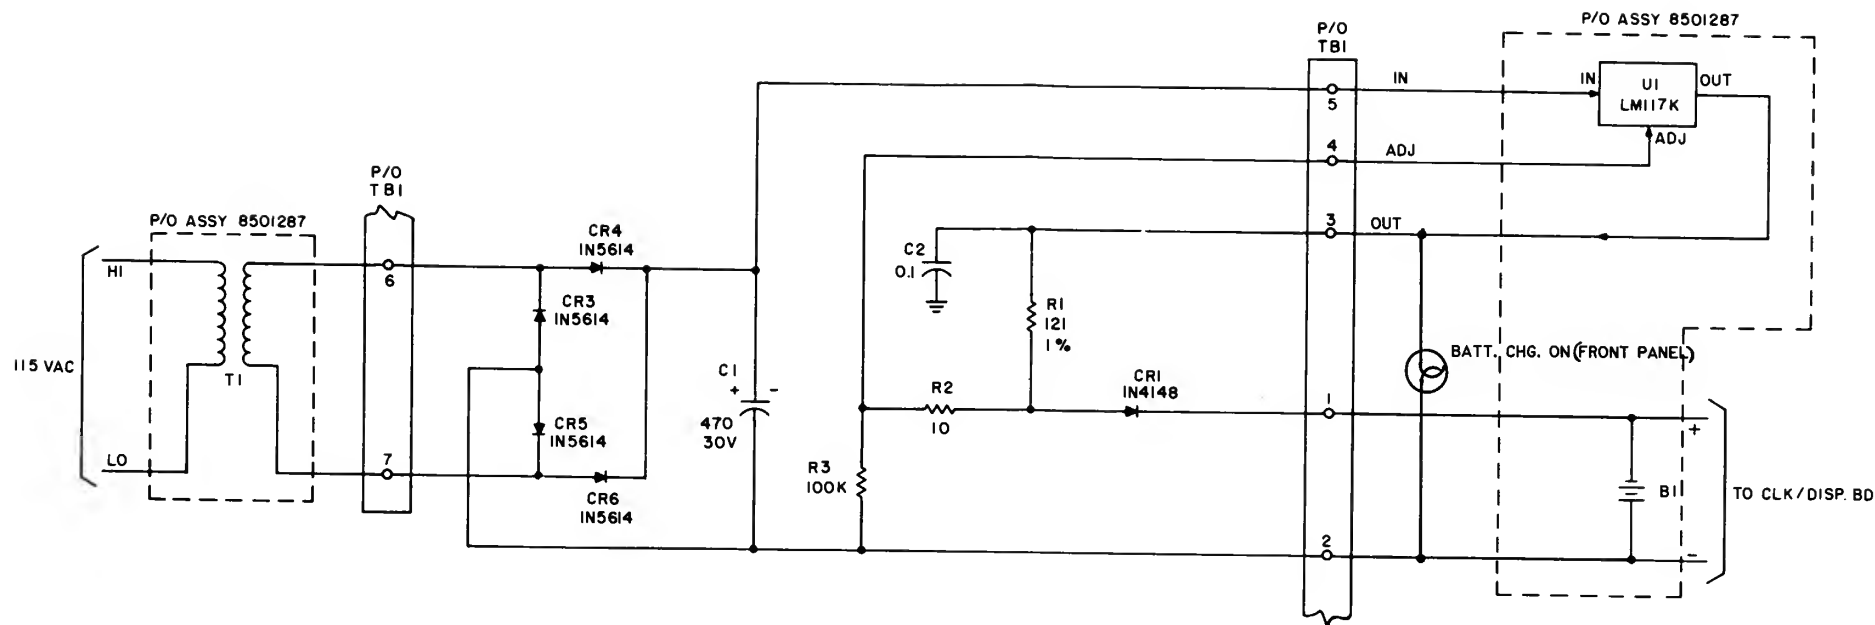 P/O ASSY 8501287
P/O
TB1
IN
5
IN
U1
LM117K
OUT
ADJ
4
ADJ
P/O
TB1
P/O ASSY 8501287
3
OUT
CR4
1N5614
C2
0.1
HI
6
CR3
1N5614
R1
121
1%
BATT. CHG. ON (FRONT PANEL)
115 VAC
T1
C1
+ -
470
30V
R2
10
CR1
1N4148
1
+
CR5
1N5614
LO
7
R3
100K
CR6
1N5614
B1
TO CLK/DISP. BD
2
-